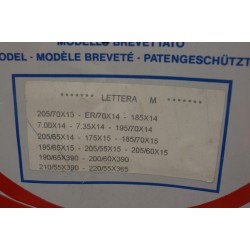 MODELLO BREVETTATO
ODEL - MODÈLE BREVETÉ - PATENGESCHÜTZT
******* LETTERA M *******
205/70X13 - ER/70X14 - 185X14
7.00X14 - 7.35X14 - 195/70X14
205/65X14 - 175X15 - 185/70X15
195/65X15 - 205/55X15 - 205/60X15
190/65X390 - 200/60X390
210/55X390 - 220/55X365